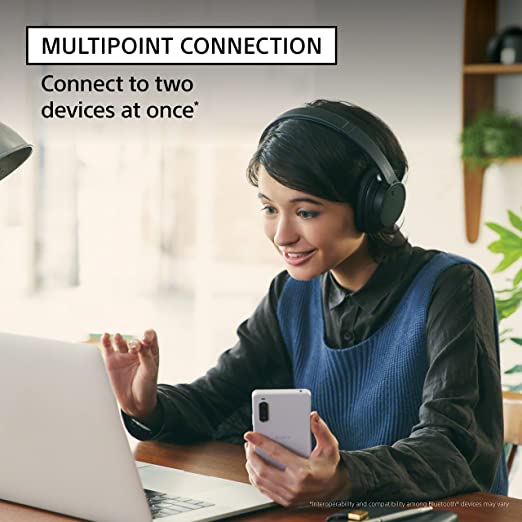 MULTIPOINT CONNECTION
Connect to two
devices at once*
*Interoperability and compatibility among Bluetooth® devices may vary